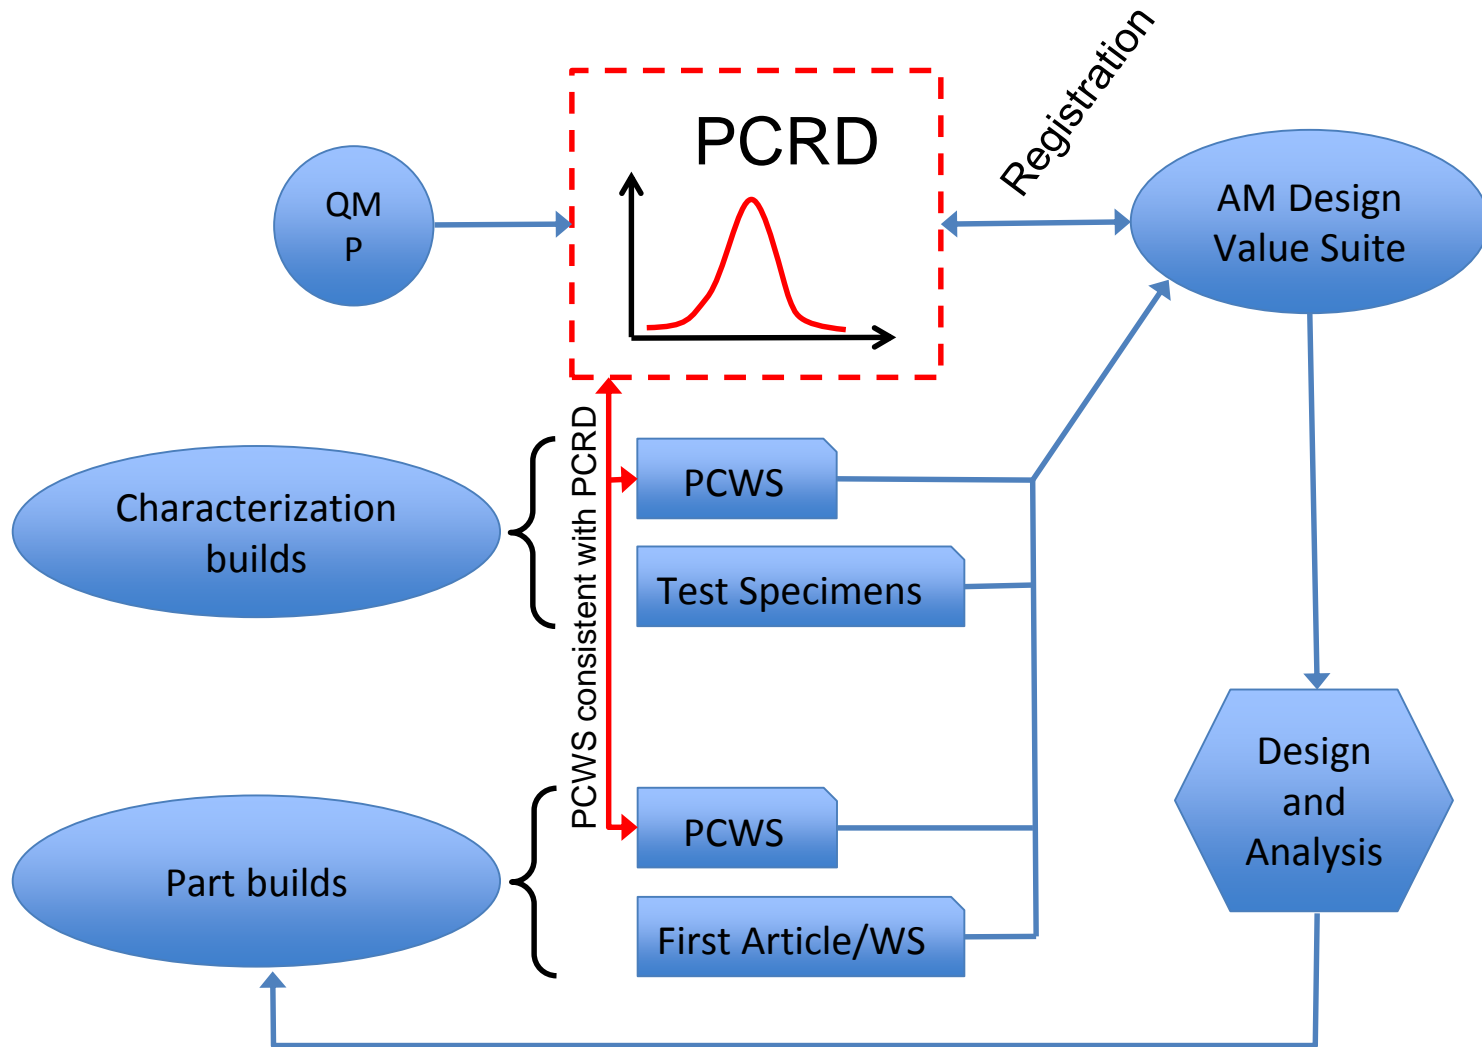 Registration
PCRD
QM
P
AM Design
Value Suite
PCWS consistent with PCRD
Characterization
builds
PCWS
Test Specimens
Design
and
Analysis
Part builds
PCWS
First Article/WS